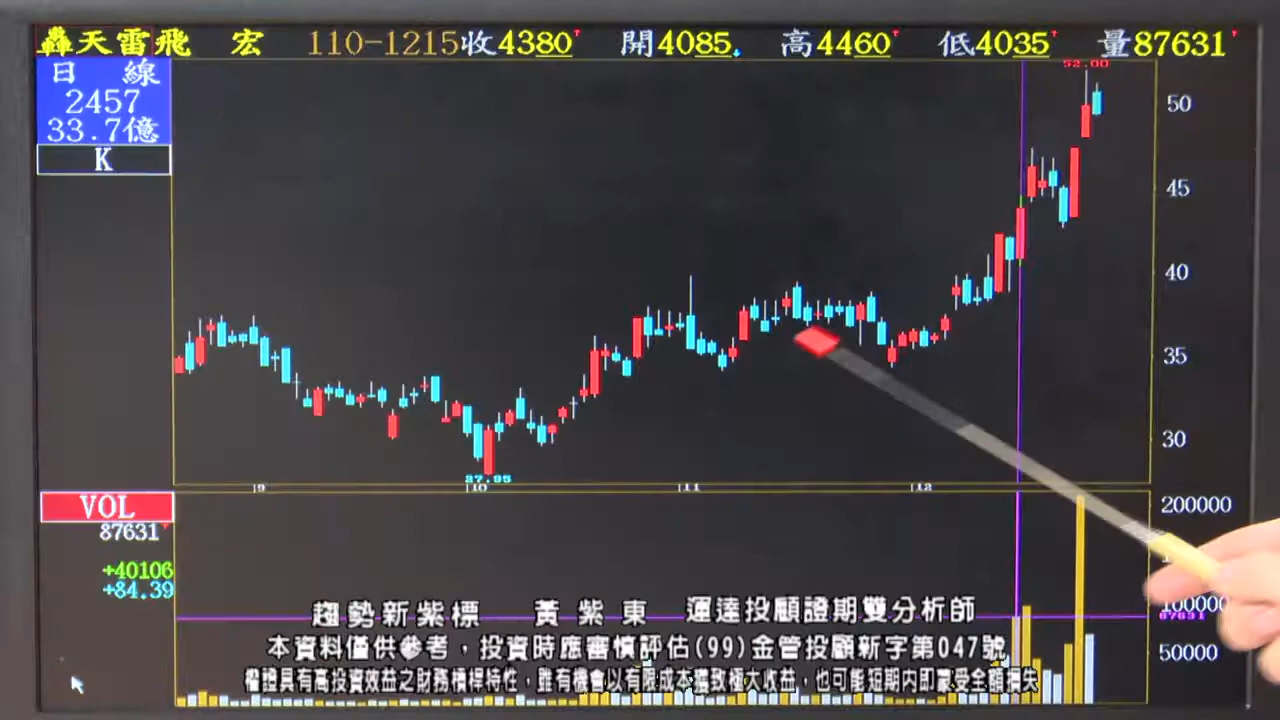 轟天雷飛 宏 110-1215收4380 開4085 高4460 低4035 量87631
日 線
2457
33.7億
K
52.00
50
45
40
35
30
27.95
9 10 11 12
VOL
87631
+40106
+84.39
200000
100000
87631
50000
趨勢新紫標 黃紫東 運達投顧證期雙分析師
本資料僅供參考，投資時應審慎評估(99)金管投顧新字第047號
權證具有高投資效益之財務槓桿特性，雖有機會以有限成本獲致極大收益，也可能短期內即蒙受全額損失